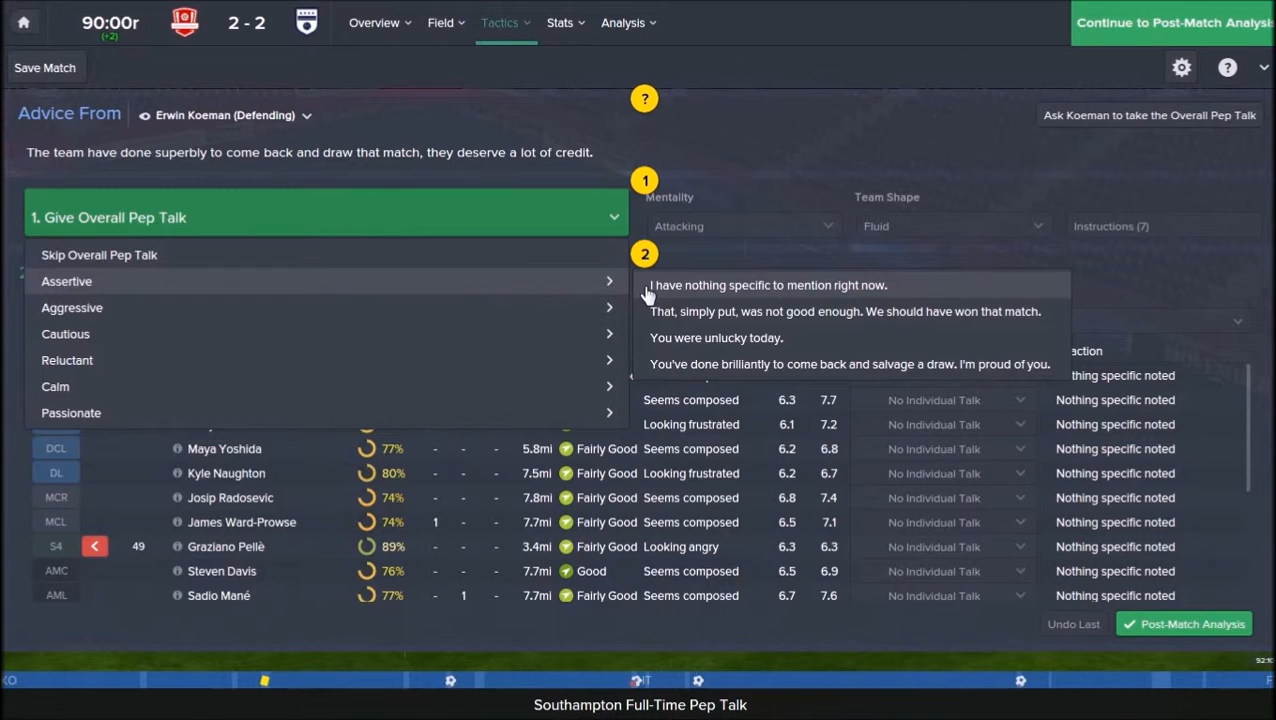 90:00r
(+2)
2 - 2
Overview
Field
Tactics
Stats
Analysis
Continue to Post-Match Analysis
Save Match
?
Advice From
Erwin Koeman (Defending)
?
Ask Koeman to take the Overall Pep Talk
The team have done superbly to come back and draw that match, they deserve a lot of credit.
1
Mentality
Team Shape
1. Give Overall Pep Talk
Attacking
Fluid
Instructions (7)
Skip Overall Pep Talk
2
Assertive
I have nothing specific to mention right now.
Aggressive
That, simply put, was not good enough. We should have won that match.
Cautious
You were unlucky today.
Reluctant
You've done brilliantly to come back and salvage a draw. I'm proud of you.
Calm
Passionate
action
thing specific noted
Seems composed 6.3 7.7 No Individual Talk Nothing specific noted
Looking frustrated 6.1 7.2 No Individual Talk Nothing specific noted
DCL Maya Yoshida 77% - - - 5.8mi Fairly Good Looking frustrated 6.2 6.8 No Individual Talk Nothing specific noted
DL Kyle Naughton 80% - - - 7.5mi Fairly Good Looking frustrated 6.2 6.7 No Individual Talk Nothing specific noted
MCR Josip Radosevic 74% - - - 7.8mi Fairly Good Seems composed 6.8 7.4 No Individual Talk Nothing specific noted
MCL James Ward-Prowse 74% 1 - - 7.7mi Fairly Good Seems composed 6.5 7.1 No Individual Talk Nothing specific noted
S4 49 Graziano Pellè 89% - - - 3.4mi Fairly Good Looking angry 6.3 6.3 No Individual Talk Nothing specific noted
AMC Steven Davis 76% - - - 7.7mi Good Seems composed 6.5 6.9 No Individual Talk Nothing specific noted
AML Sadio Mané 77% - 1 - 7.7mi Fairly Good Seems composed 6.7 7.6 No Individual Talk Nothing specific noted
Undo Last
Post-Match Analysis
92:10
KO
HT
F
Southampton Full-Time Pep Talk